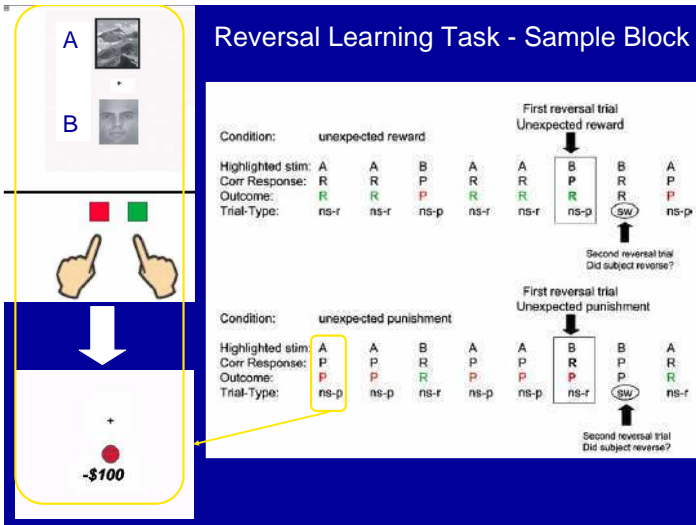 Reversal Learning Task - Sample Block
A
+
B
+
-$100
First reversal trial
Unexpected reward
Condition: unexpected reward
Highlighted stim: A A B A A B B A
Corr Response: R R P R R P R P
Outcome: R R P R R R R P
Trial-Type: ns-r ns-r ns-p ns-r ns-r ns-p sw ns-p
Second reversal trial
Did subject reverse?
First reversal trial
Unexpected punishment
Condition: unexpected punishment
Highlighted stim: A A B A A B B A
Corr Response: P P R P P R P R
Outcome: P P R P P P P R
Trial-Type: ns-p ns-p ns-r ns-p ns-p ns-r sw ns-r
Second reversal trial
Did subject reverse?